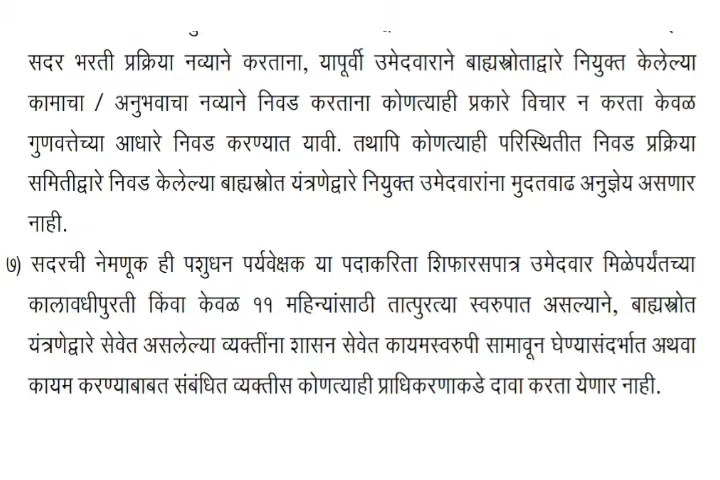 सदर भरती प्रक्रिया नव्याने करताना, यापूर्वी उमेदवाराने बाह्यस्त्रोताद्वारे नियुक्त केलेल्या
कामाचा / अनुभवाचा नव्याने निवड करताना कोणत्याही प्रकारे विचार न करता केवळ
गुणवत्तेच्या आधारे निवड करण्यात यावी. तथापि कोणत्याही परिस्थितीत निवड प्रक्रिया
समितीद्वारे निवड केलेल्या बाह्यस्त्रोत यंत्रणेद्वारे नियुक्त उमेदवारांना मुदतवाढ अनुज्ञेय असणार
नाही.
७) सदरची नेमणूक ही पशुधन पर्यवेक्षक या पदाकरिता शिफारसपात्र उमेदवार मिळेपर्यंतच्या
कालावधीपुरती किंवा केवळ ११ महिन्यांसाठी तात्पुरत्या स्वरुपात असल्याने, बाह्यस्त्रोत
यंत्रणेद्वारे सेवेत असलेल्या व्यक्तींना शासन सेवेत कायमस्वरुपी सामावून घेण्यासंदर्भात अथवा
कायम करण्याबाबत संबंधित व्यक्तीस कोणत्याही प्राधिकरणाकडे दावा करता येणार नाही.